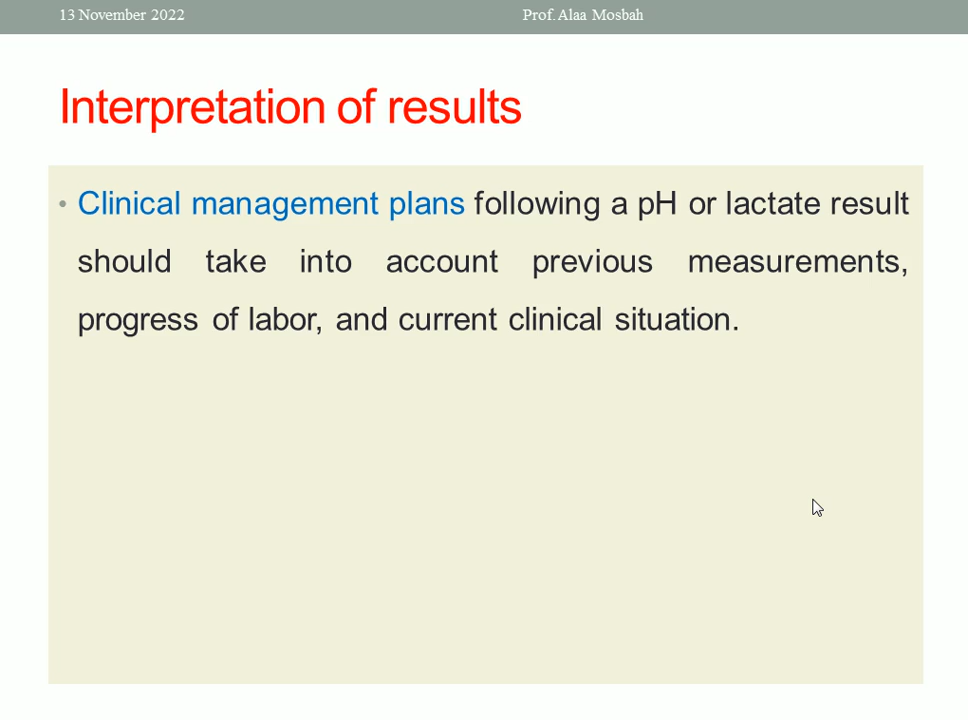 13 November 2022 Prof. Alaa Mosbah
Interpretation of results
• Clinical management plans following a pH or lactate result
should take into account previous measurements,
progress of labor, and current clinical situation.